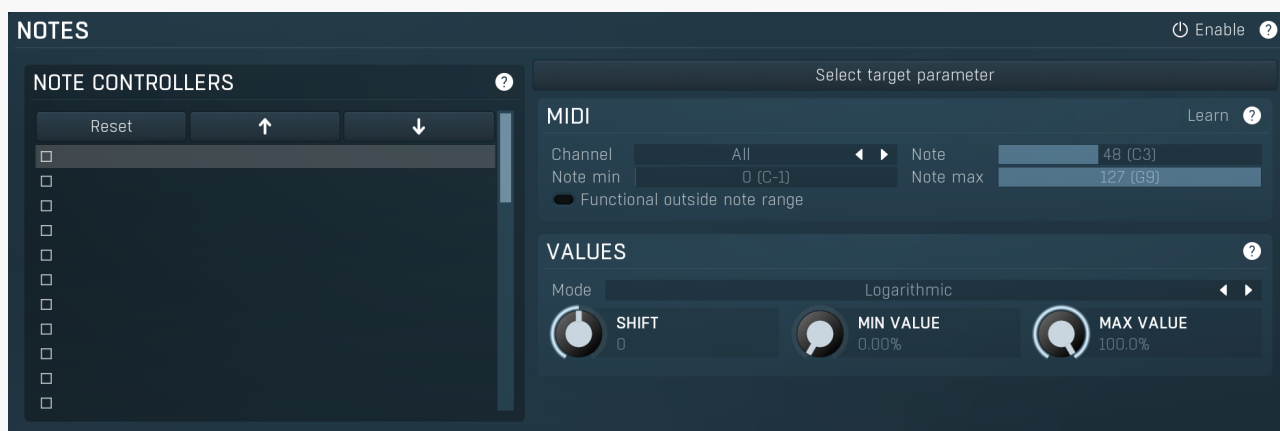 NOTES
Enable ?
NOTE CONTROLLERS ?
Reset
Select target parameter
MIDI
Learn ?
Channel All Note 48 (C3)
Note min 0 (C-1) Note max 127 (G9)
Functional outside note range
VALUES ?
Mode Logarithmic
SHIFT
0
MIN VALUE
0.00%
MAX VALUE
100.0%